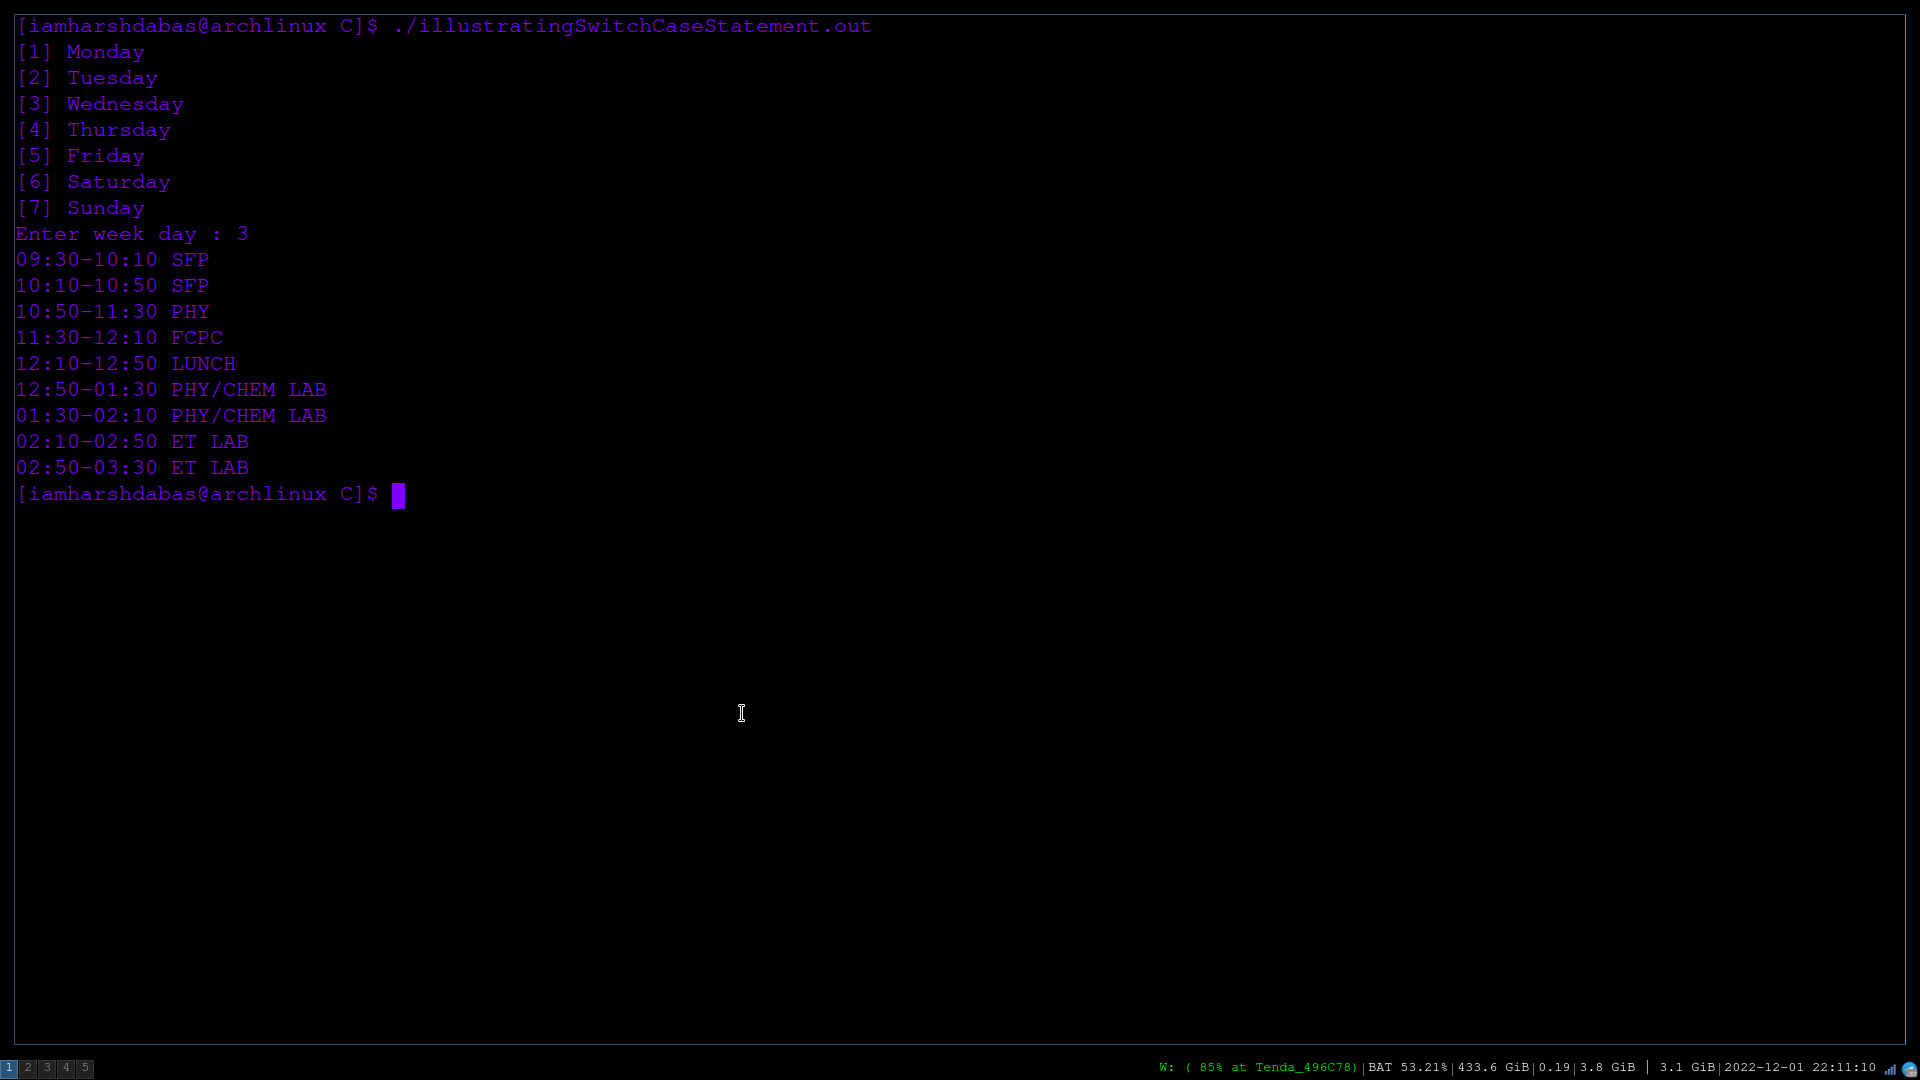 [iamharshdabas@archlinux C]$ ./illustratingSwitchCaseStatement.out
[1] Monday
[2] Tuesday
[3] Wednesday
[4] Thursday
[5] Friday
[6] Saturday
[7] Sunday
Enter week day : 3
09:30-10:10 SFP
10:10-10:50 SFP
10:50-11:30 PHY
11:30-12:10 FCPC
12:10-12:50 LUNCH
12:50-01:30 PHY/CHEM LAB
01:30-02:10 PHY/CHEM LAB
02:10-02:50 ET LAB
02:50-03:30 ET LAB
[iamharshdabas@archlinux C]$
1 2 3 4 5 W: ( 85% at Tenda_496C78)|BAT 53.21%|433.6 GiB|0.19|3.8 GiB | 3.1 GiB|2022-12-01 22:11:10